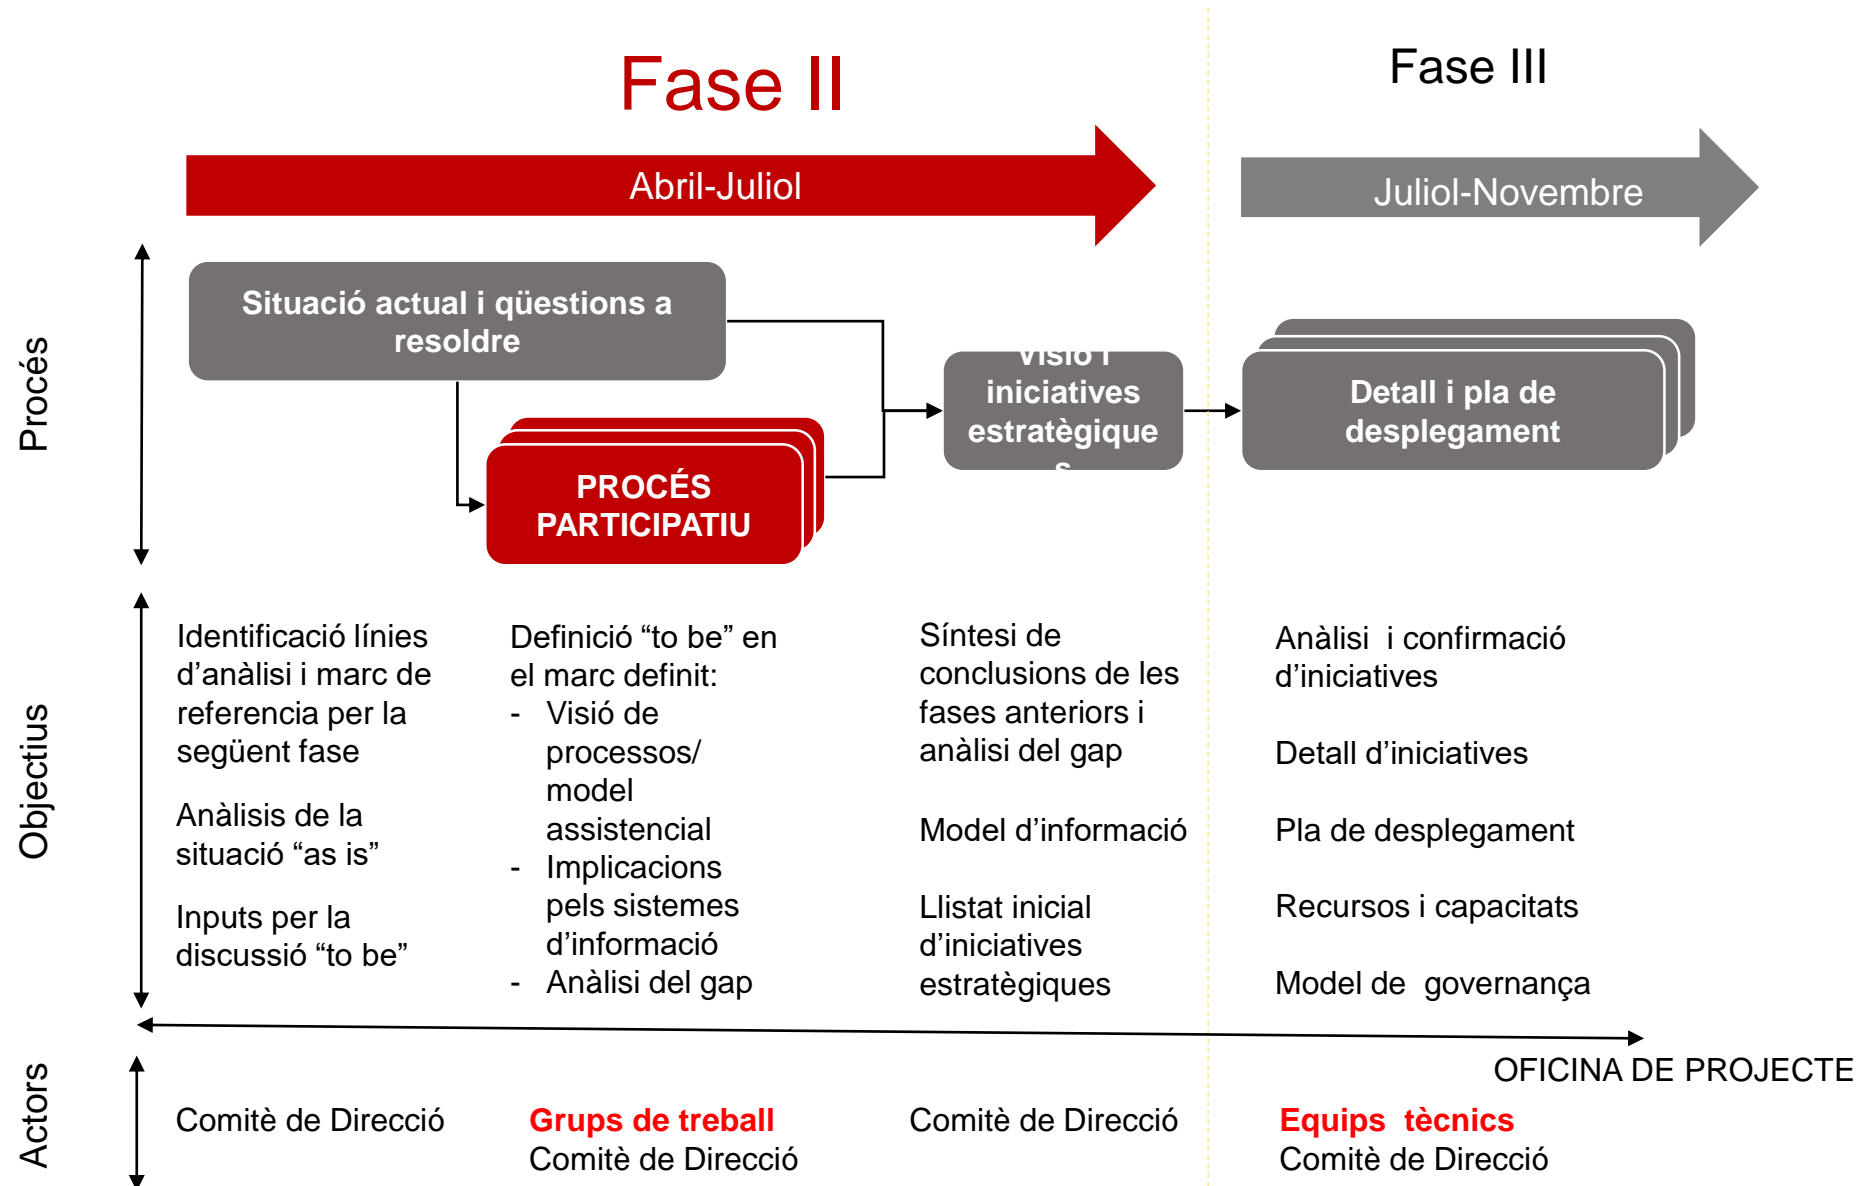 Fase II
Fase III
Abril-Juliol
Juliol-Novembre
Procés
Situació actual i qüestions a
resoldre
PROCÉS
PARTICIPATIU
Visió i
iniciatives
estratègique
s
Detall i pla de
desplegament
Objectius
Identificació línies
d’anàlisi i marc de
referencia per la
següent fase
Anàlisis de la
situació “as is”
Inputs per la
discussió “to be”
Definició “to be” en
el marc definit:
- Visió de
processos/
model
assistencial
- Implicacions
pels sistemes
d’informació
- Anàlisi del gap
Síntesi de
conclusions de les
fases anteriors i
anàlisi del gap
Model d’informació
Llistat inicial
d’iniciatives
estratègiques
Anàlisi  i confirmació
d’iniciatives
Detall d’iniciatives
Pla de desplegament
Recursos i capacitats
Model de  governança
OFICINA DE PROJECTE
Actors
Comitè de Direcció
Grups de treball
Comitè de Direcció
Comitè de Direcció
Equips  tècnics
Comitè de Direcció